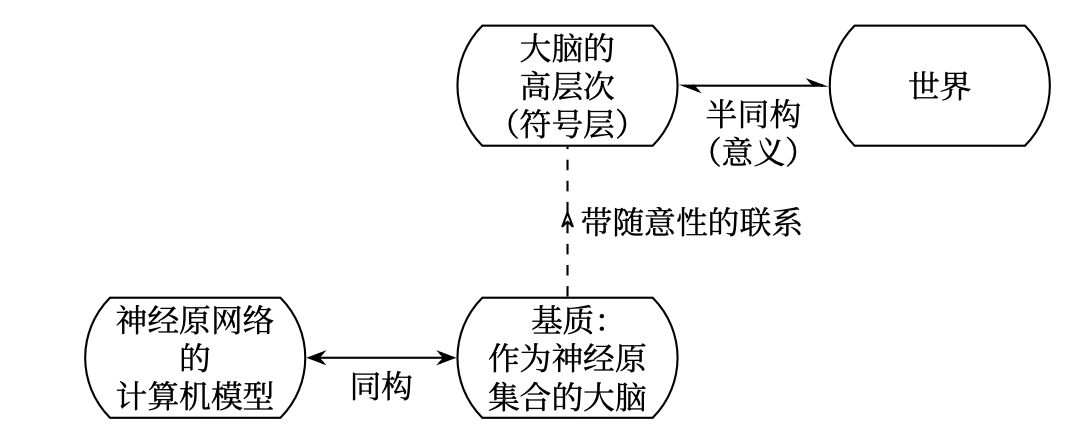 大脑的
高层次
（符号层）
半同构
（意义）
世界
带随意性的联系
神经原网络
的
计算机模型
同构
基质：
作为神经原
集合的大脑